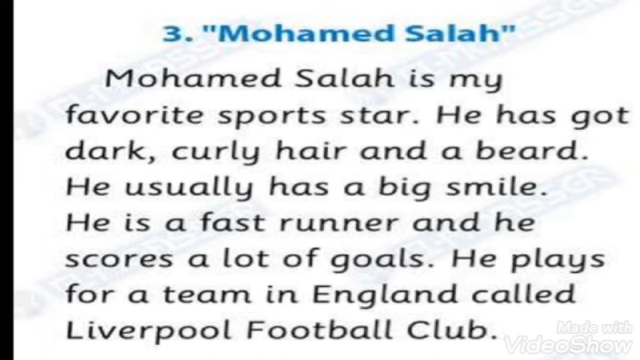 3. "Mohamed Salah"
Mohamed Salah is my
favorite sports star. He has got
dark, curly hair and a beard.
He usually has a big smile.
He is a fast runner and he
scores a lot of goals. He plays
for a team in England called
Liverpool Football Club.
Made with
VideoShow